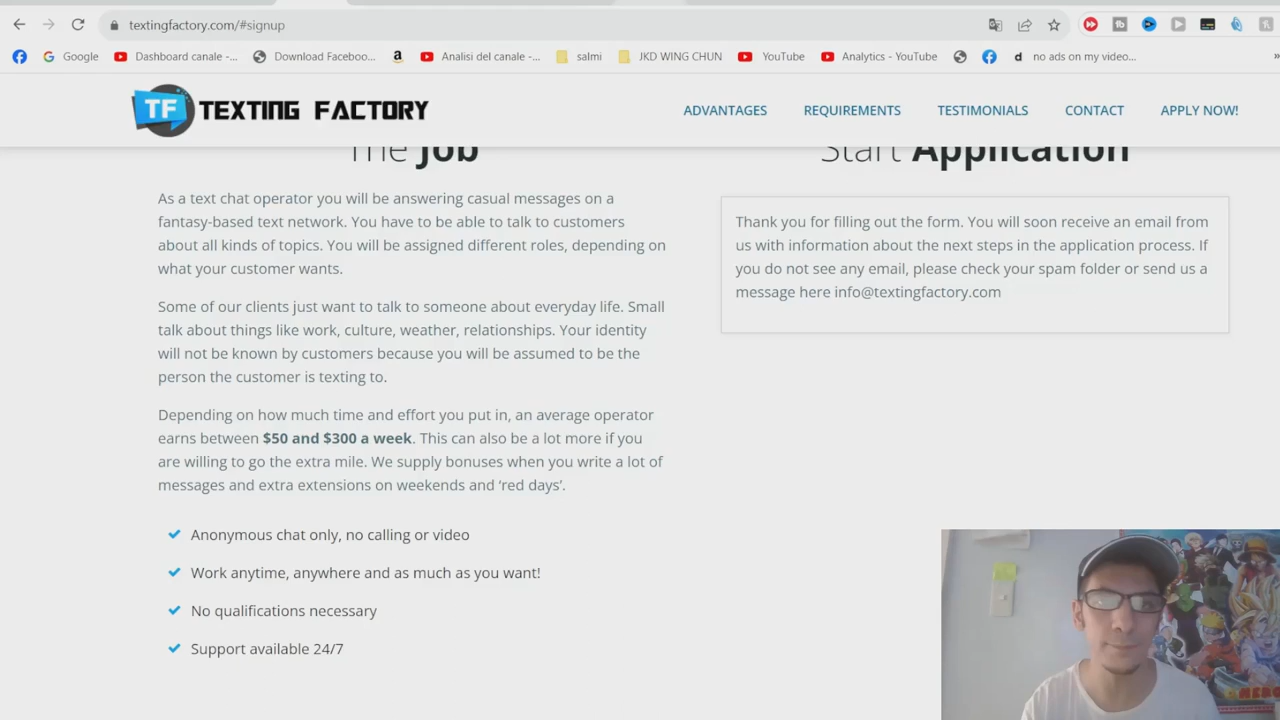 textingfactory.com/#signup
Google
Dashboard canale -...
Download Faceboo...
Analisi del canale -...
salmi
JKD WING CHUN
YouTube
Analytics - YouTube
no ads on my video...
TF TEXTING FACTORY
ADVANTAGES
REQUIREMENTS
TESTIMONIALS
CONTACT
APPLY NOW!
The Job
As a text chat operator you will be answering casual messages on a
fantasy-based text network. You have to be able to talk to customers
about all kinds of topics. You will be assigned different roles, depending on
what your customer wants.
Some of our clients just want to talk to someone about everyday life. Small
talk about things like work, culture, weather, relationships. Your identity
will not be known by customers because you will be assumed to be the
person the customer is texting to.
Depending on how much time and effort you put in, an average operator
earns between $50 and $300 a week. This can also be a lot more if you
are willing to go the extra mile. We supply bonuses when you write a lot of
messages and extra extensions on weekends and ‘red days’.
Anonymous chat only, no calling or video
Work anytime, anywhere and as much as you want!
No qualifications necessary
Support available 24/7
Start Application
Thank you for filling out the form. You will soon receive an email from
us with information about the next steps in the application process. If
you do not see any email, please check your spam folder or send us a
message here info@textingfactory.com